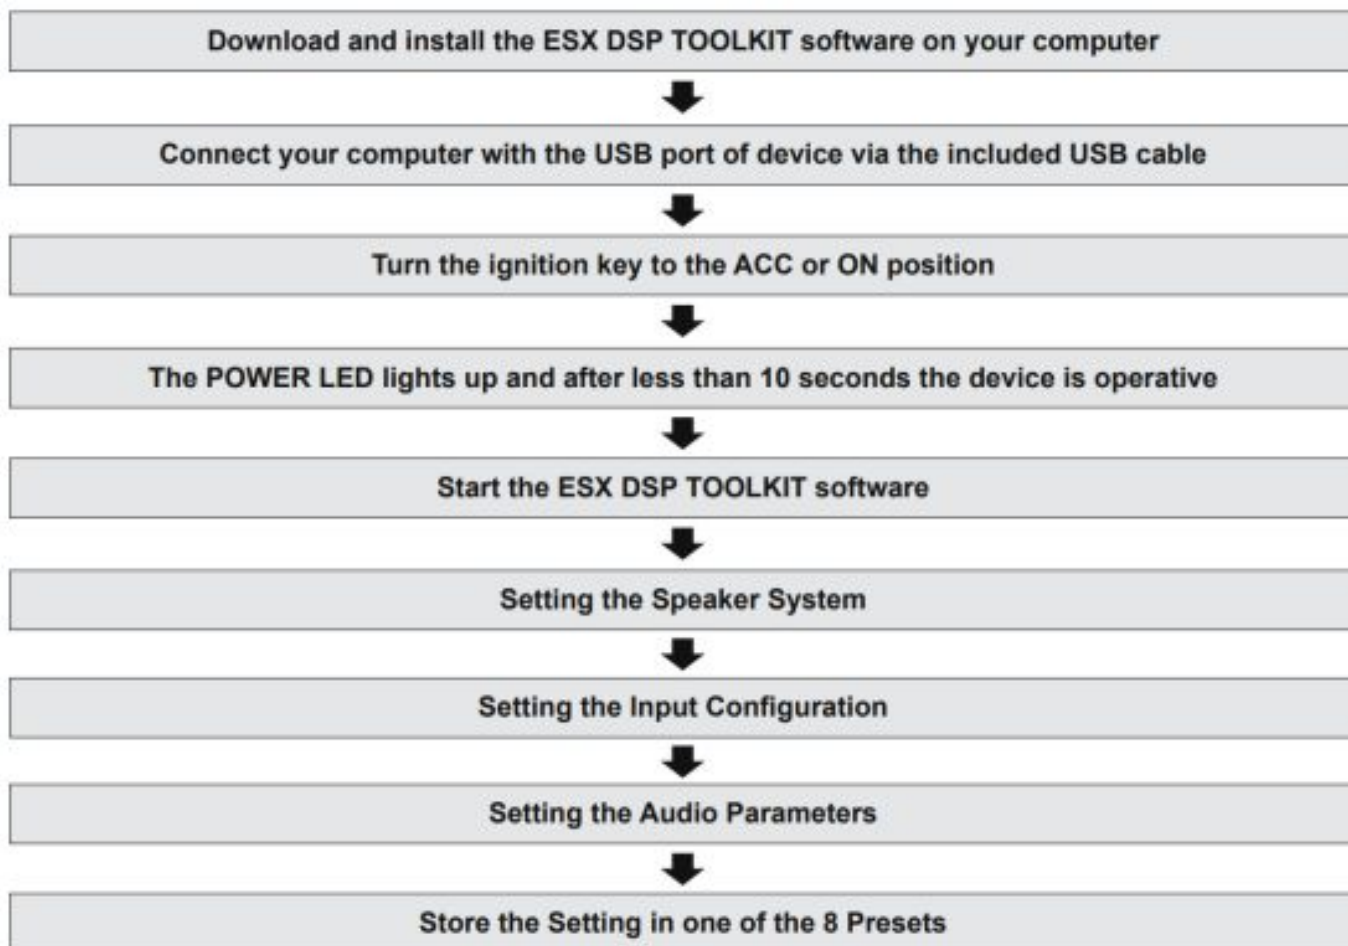 Download and install the ESX DSP TOOLKIT software on your computer
Connect your computer with the USB port of device via the included USB cable
Turn the ignition key to the ACC or ON position
The POWER LED lights up and after less than 10 seconds the device is operative
Start the ESX DSP TOOLKIT software
Setting the Speaker System
Setting the Input Configuration
Setting the Audio Parameters
Store the Setting in one of the 8 Presets